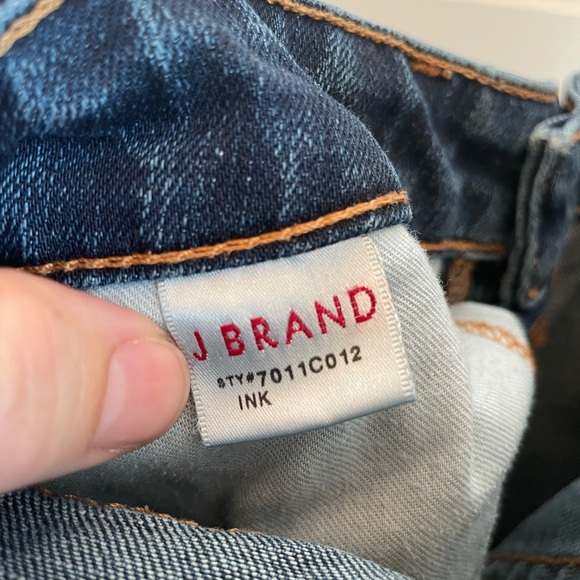 J BRAND
STY#7011C012
INK